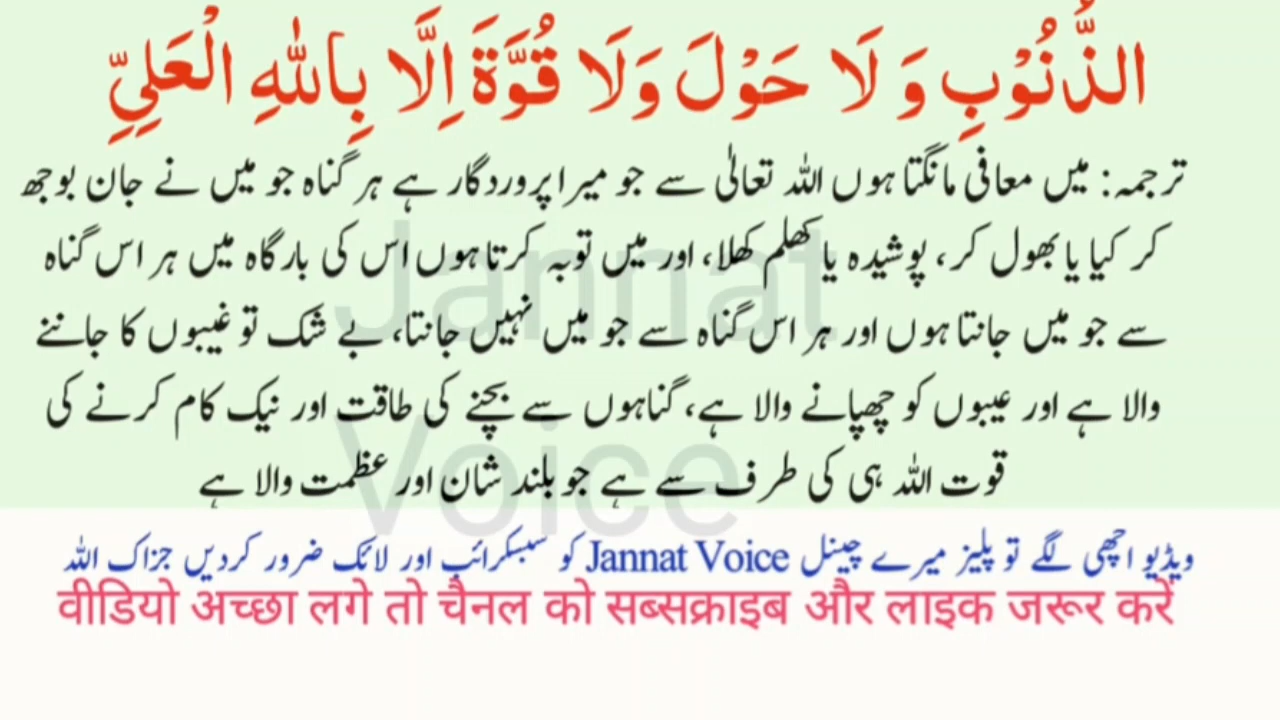 الذُّنُوْبِ وَ لَا حَوْلَ وَلَا قُوَّةَ اِلَّا بِاللّٰهِ الْعَلِيِّ
ترجمہ: میں معافی مانگتا ہوں اللہ تعالیٰ سے جو میرا پروردگار ہے ہر گناہ جو میں نے جان بوجھ
کر کیا یا بھول کر، پوشیدہ یا کھلم کھلا، اور میں توبہ کرتا ہوں اس کی بارگاہ میں ہر اس گناہ
سے جو میں جانتا ہوں اور ہر اس گناہ سے جو میں نہیں جانتا، بے شک تو غیبوں کا جاننے
والا ہے اور عیبوں کو چھپانے والا ہے، گناہوں سے بچنے کی طاقت اور نیک کام کرنے کی
قوت اللہ ہی کی طرف سے ہے جو بلند شان اور عظمت والا ہے
Jannat
Voice
ویڈیو اچھی لگے تو پلیز میرے چینل Jannat Voice کو سبسکرائب اور لائک ضرور کردیں جزاک اللہ
वीडियो अच्छा लगे तो चैनल को सब्सक्राइब और लाइक जरूर करें